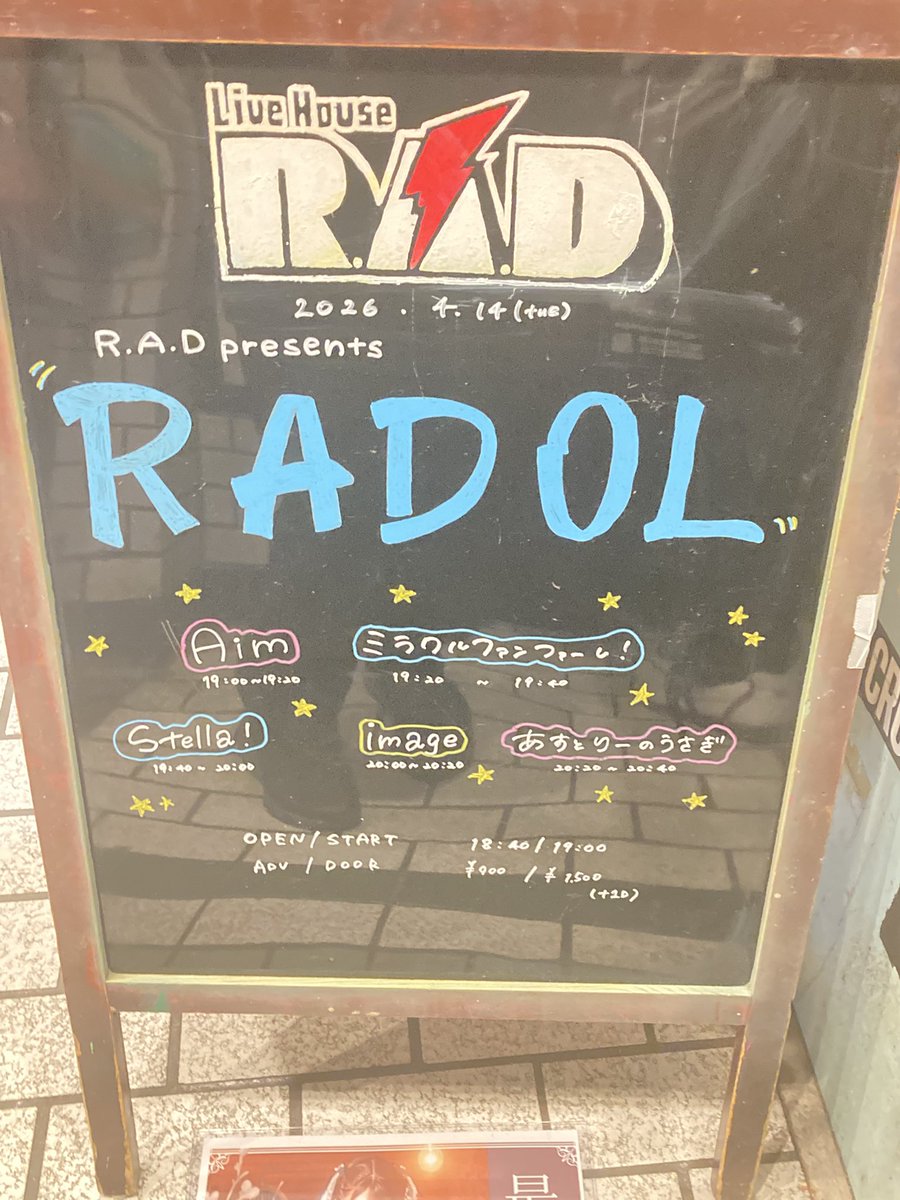 Live House
R.A.D
2026 . 4. 14 (tue)
R.A.D presents
"RADOL"
Aim
19:00~19:20
ミラクルファンファーレ!
19:20 ~ 19:40
Stella!
19:40~ 20:00
image
20:00~20:20
あすとりーのうさぎ
20:20~ 20:40
OPEN/START 18:40/19:00
ADV / DOOR ¥900 / ¥1,500
(+2D)
CRO
最